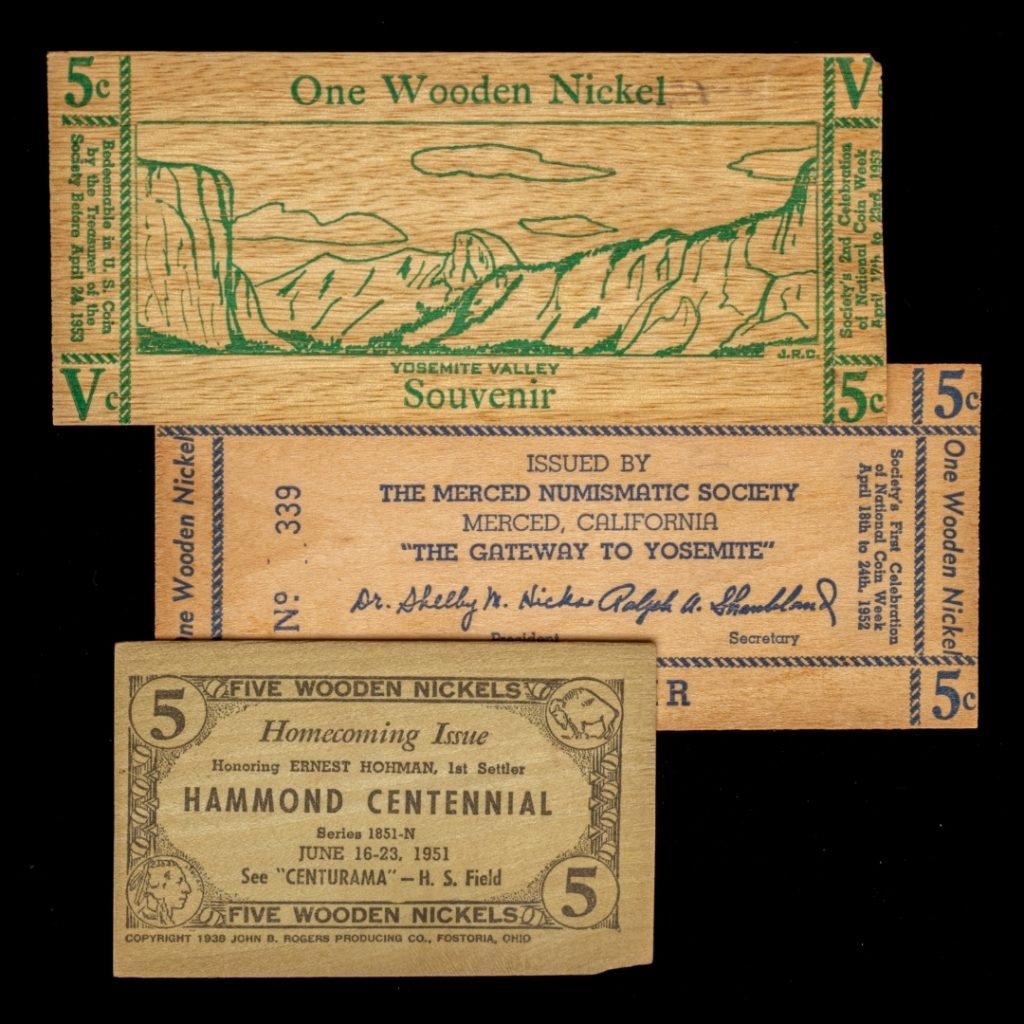 5c
One Wooden Nickel
Vc
Redeemable in U. S. Coin
by the Treasurer of the
Society Before April 24, 1953
Society's 2nd Celebration
of National Coin Week
April 17th to 23rd, 1953
J.R.C.
YOSEMITE VALLEY
Souvenir
Vc
5c
5c
One Wooden Nickel
No 339
ISSUED BY
THE MERCED NUMISMATIC SOCIETY
MERCED, CALIFORNIA
"THE GATEWAY TO YOSEMITE"
Dr. Shelby M. Hicks Ralph A. Shankland
President Secretary
Society's First Celebration
of National Coin Week
April 18th to 24th, 1952
One Wooden Nickel
R
5c
5 FIVE WOODEN NICKELS
Homecoming Issue
Honoring ERNEST HOHMAN, 1st Settler
HAMMOND CENTENNIAL
Series 1851-N
JUNE 16-23, 1951
See "CENTURAMA" — H. S. Field
FIVE WOODEN NICKELS 5
COPYRIGHT 1938 JOHN B. ROGERS PRODUCING CO., FOSTORIA, OHIO